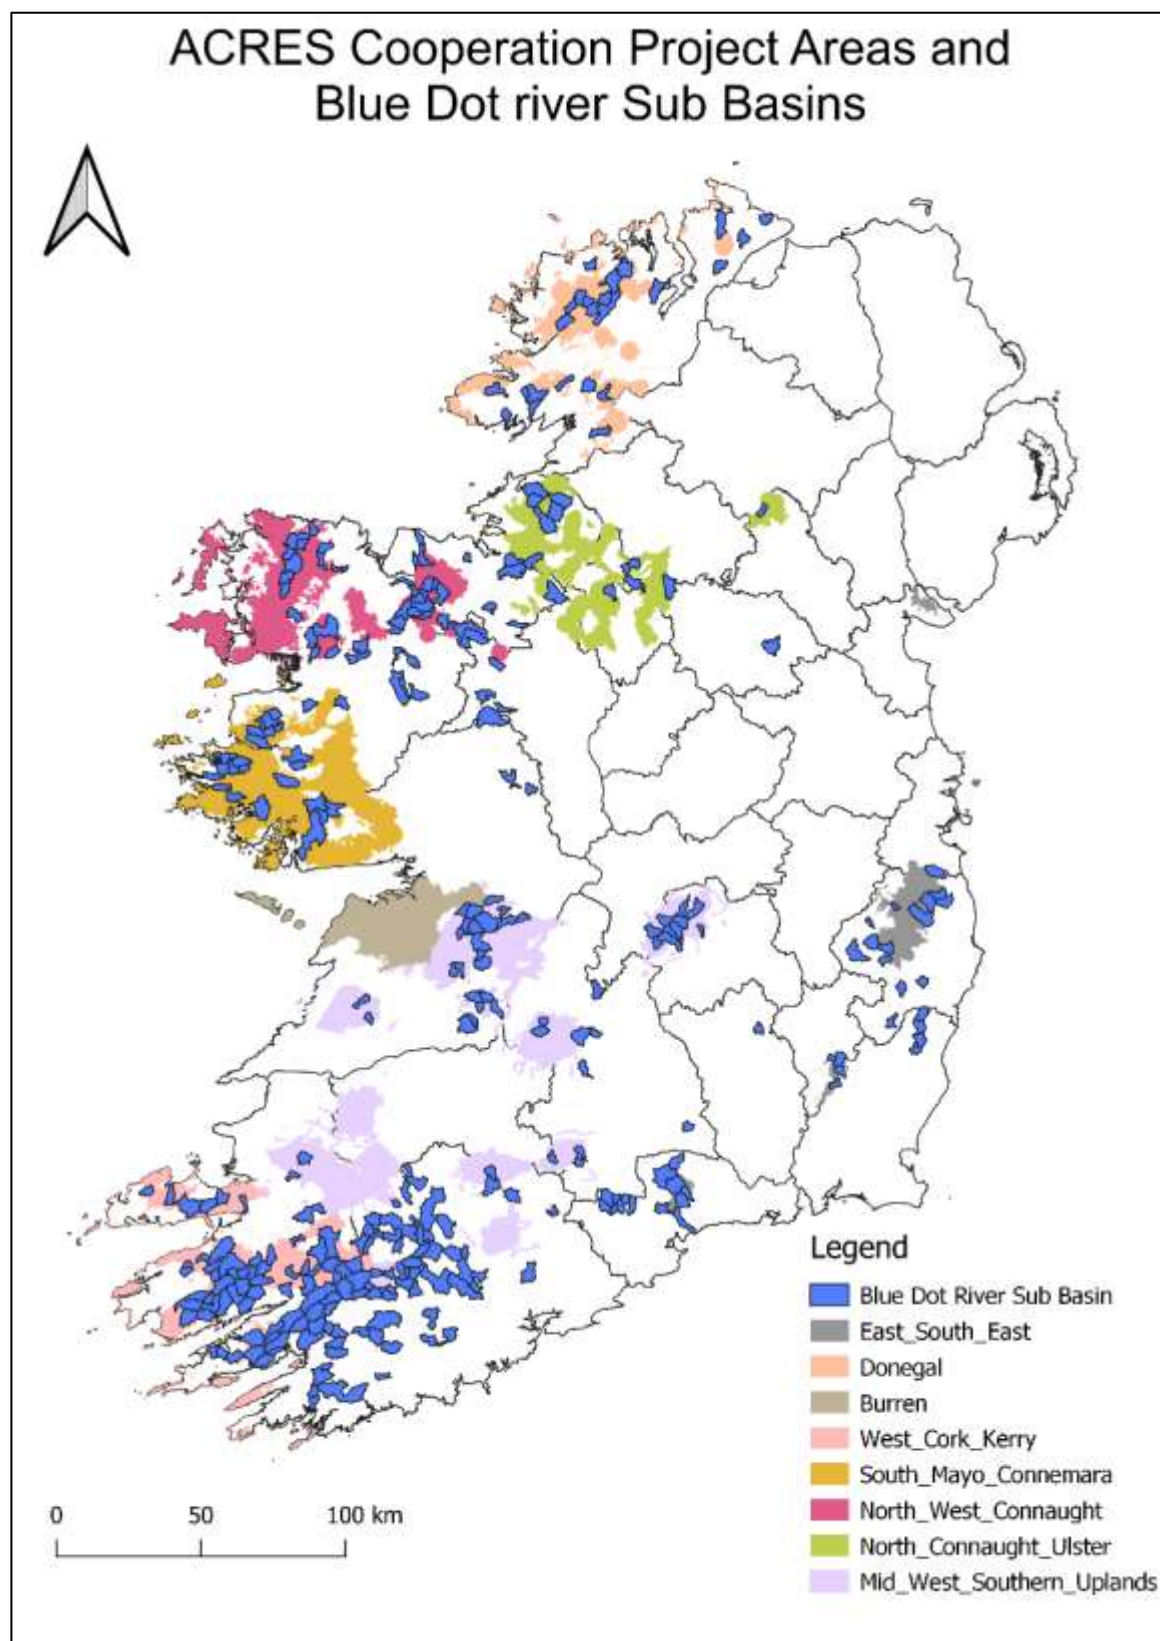 ACRES Cooperation Project Areas and
Blue Dot river Sub Basins
Legend
Blue Dot River Sub Basin
East_South_East
Donegal
Burren
West_Cork_Kerry
South_Mayo_Connemara
North_West_Connaught
North_Connaught_Ulster
Mid_West_Southern_Uplands
0 50 100 km